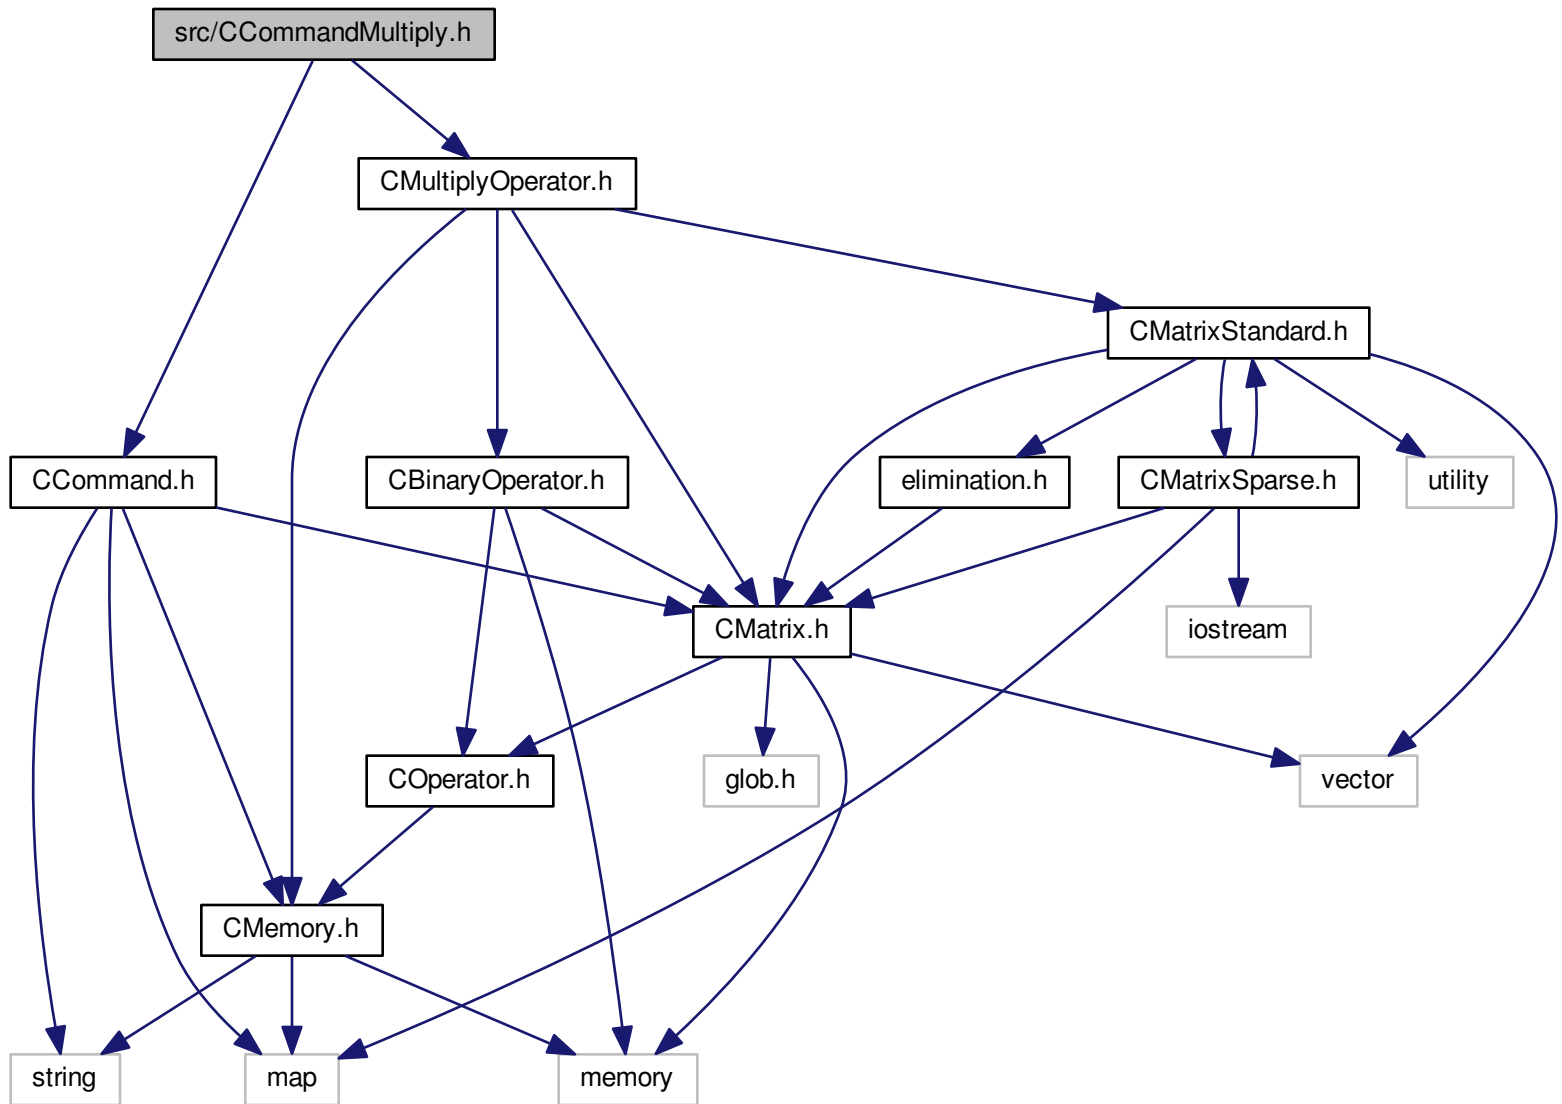 src/CCommandMultiply.h
CMultiplyOperator.h
CMatrixStandard.h
CCommand.h
CBinaryOperator.h
elimination.h
CMatrixSparse.h
utility
CMatrix.h
iostream
COperator.h
glob.h
vector
CMemory.h
string
map
memory